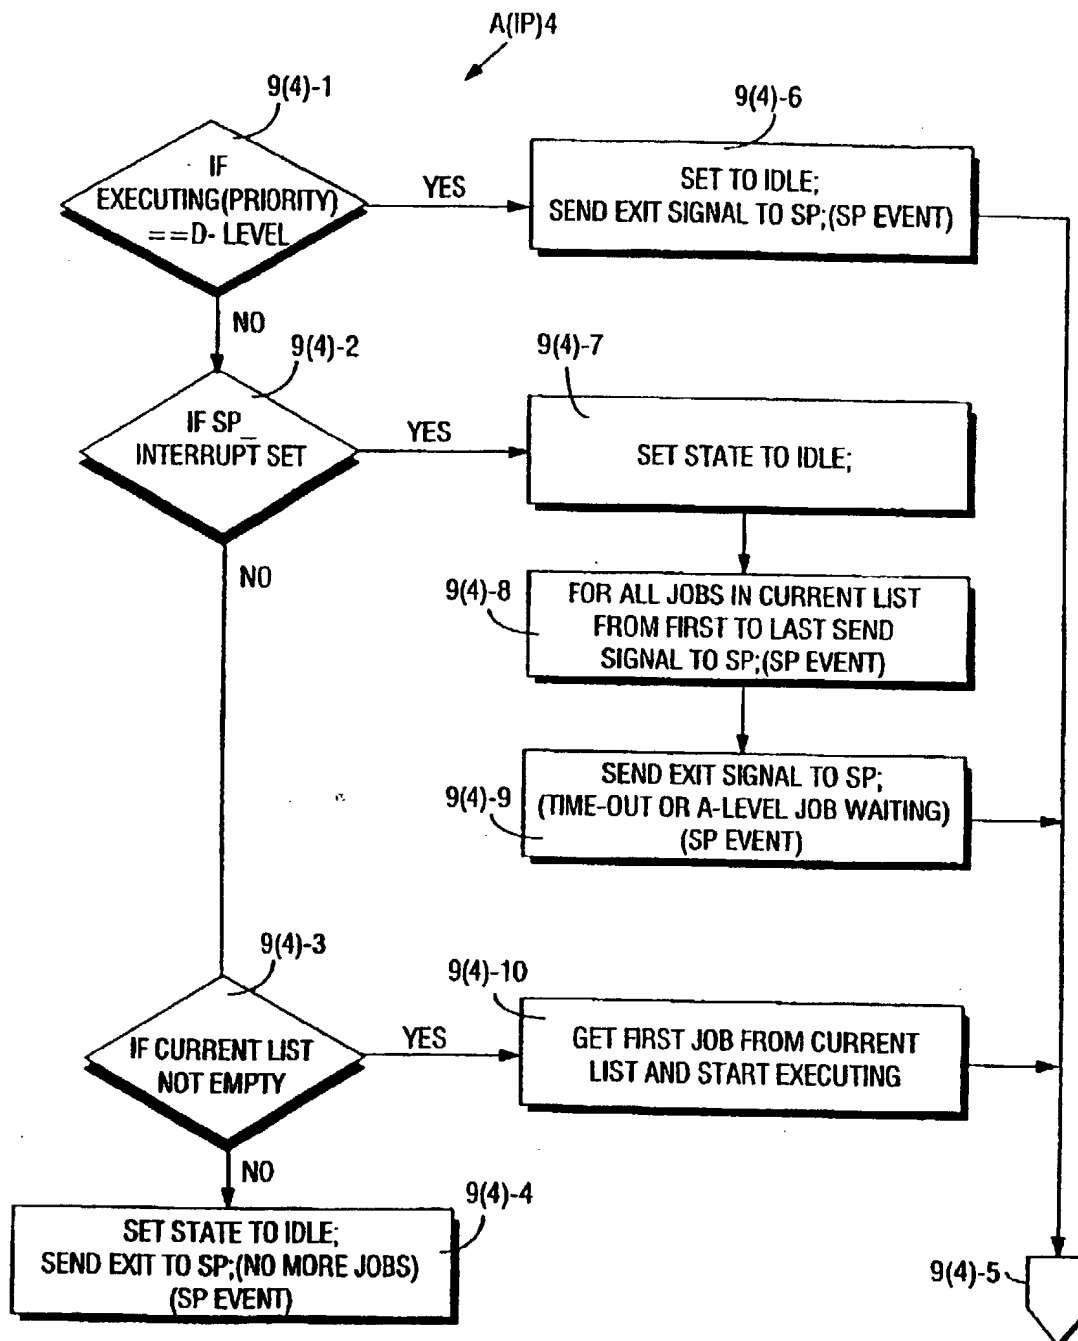 A(IP)4
9(4)-1
IF
EXECUTING(PRIORITY)
==D- LEVEL
YES
9(4)-6
SET TO IDLE;
SEND EXIT SIGNAL TO SP;(SP EVENT)
NO
9(4)-2
IF SP_
INTERRUPT SET
YES
9(4)-7
SET STATE TO IDLE;
NO
9(4)-8
FOR ALL JOBS IN CURRENT LIST
FROM FIRST TO LAST SEND
SIGNAL TO SP;(SP EVENT)
9(4)-9
SEND EXIT SIGNAL TO SP;
(TIME-OUT OR A-LEVEL JOB WAITING)
(SP EVENT)
9(4)-3
IF CURRENT LIST
NOT EMPTY
YES
9(4)-10
GET FIRST JOB FROM CURRENT
LIST AND START EXECUTING
NO
9(4)-4
SET STATE TO IDLE;
SEND EXIT TO SP;(NO MORE JOBS)
(SP EVENT)
9(4)-5